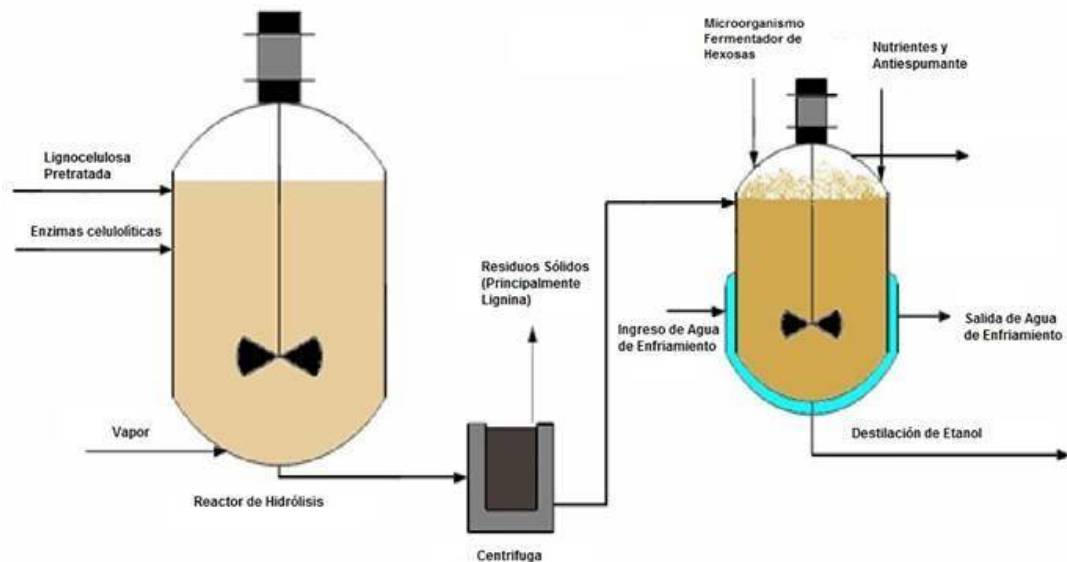 Microorganismo
Fermentador de
Hexosas
Nutrientes y
Antiespumante
Lignocelulosa
Pretratada
Enzimas celulolíticas
Residuos Sólidos
(Principalmente
Lignina)
Ingreso de Agua
de Enfriamiento
Salida de Agua
de Enfriamiento
Vapor
Destilación de Etanol
Reactor de Hidrólisis
Centrifuga